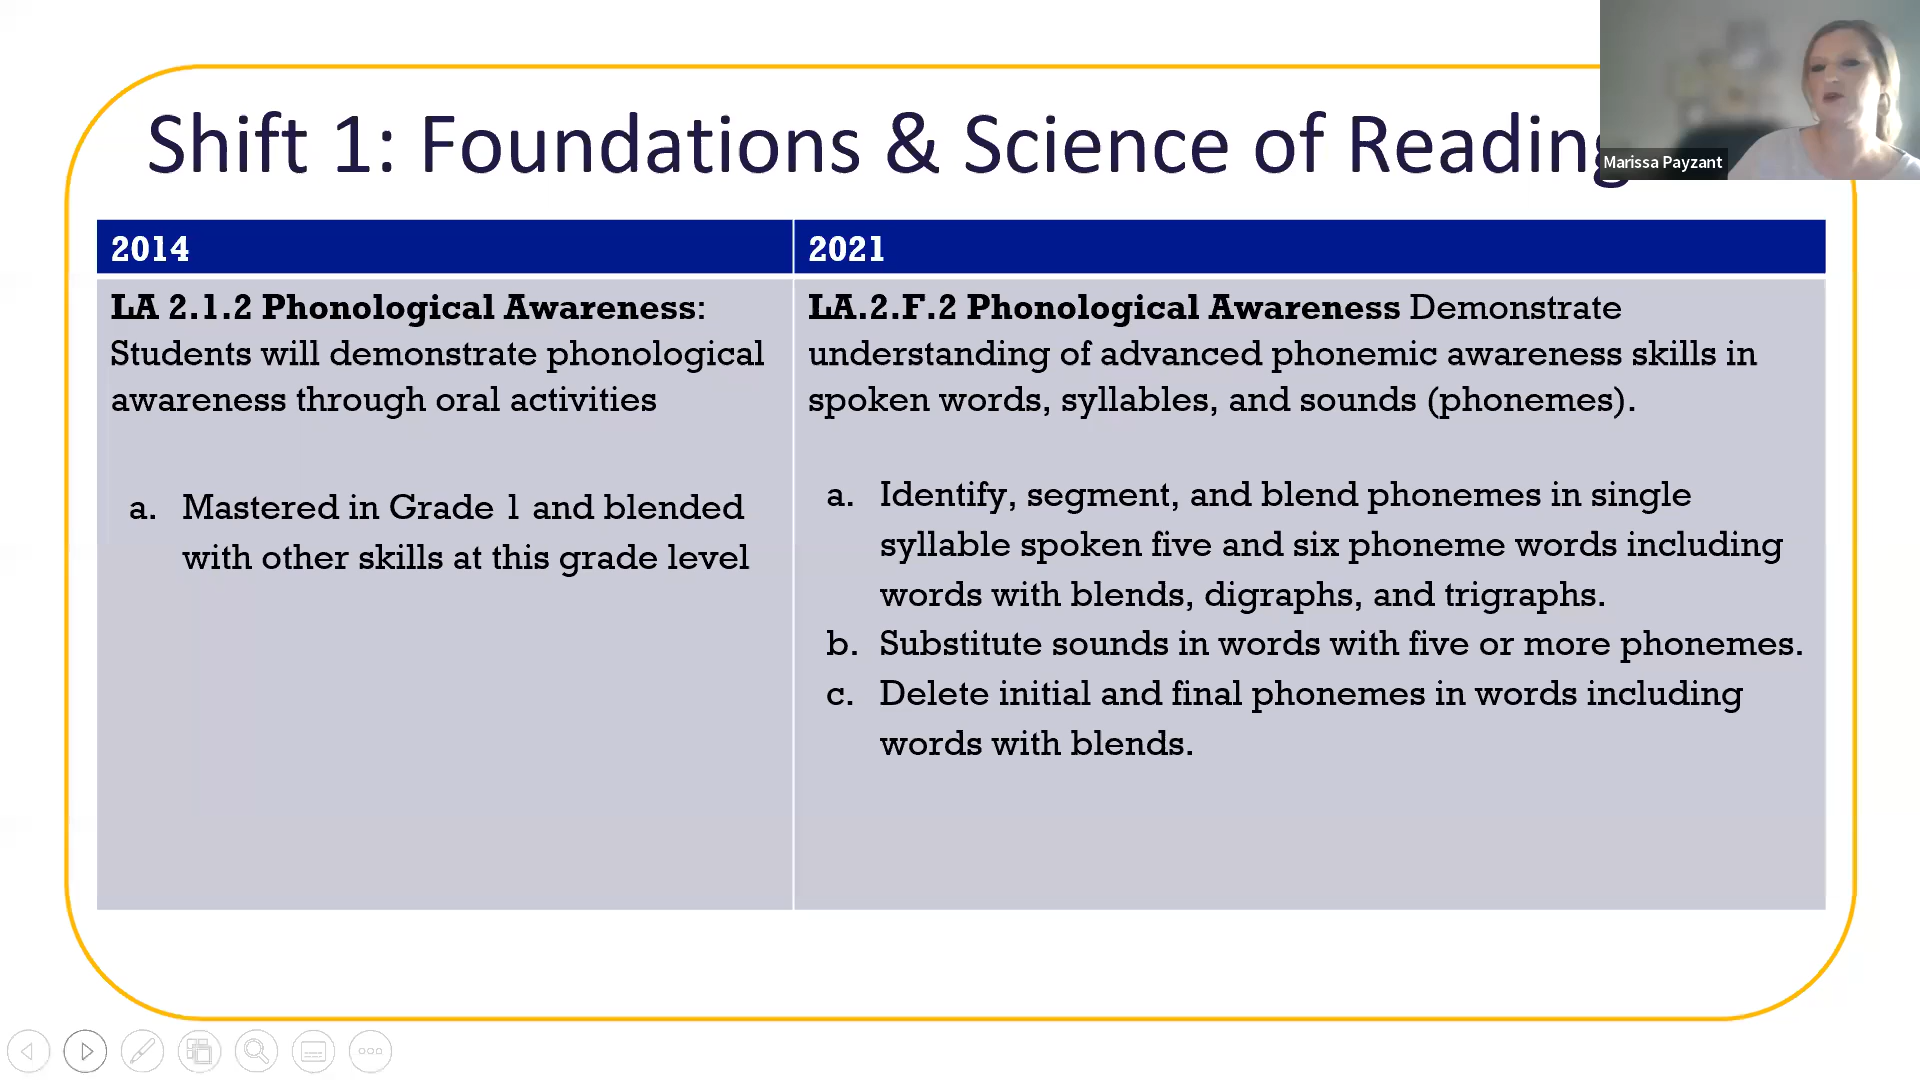 Shift 1: Foundations & Science of Reading
Marissa Payzant
2014
2021
LA 2.1.2 Phonological Awareness:
Students will demonstrate phonological
awareness through oral activities
a. Mastered in Grade 1 and blended
with other skills at this grade level
LA.2.F.2 Phonological Awareness Demonstrate
understanding of advanced phonemic awareness skills in
spoken words, syllables, and sounds (phonemes).
a. Identify, segment, and blend phonemes in single
syllable spoken five and six phoneme words including
words with blends, digraphs, and trigraphs.
b. Substitute sounds in words with five or more phonemes.
c. Delete initial and final phonemes in words including
words with blends.